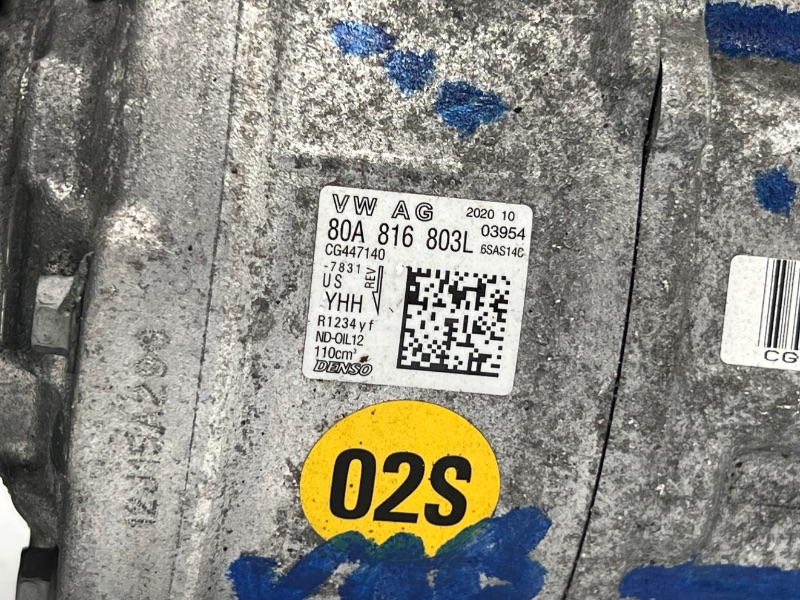 VW AG 2020 10
80A 816 803L 03954
CG447140 6SAS14C
-7831
US REV
YHH
R1234yf
ND-OIL12
110cm³
DENSO
02S
CG